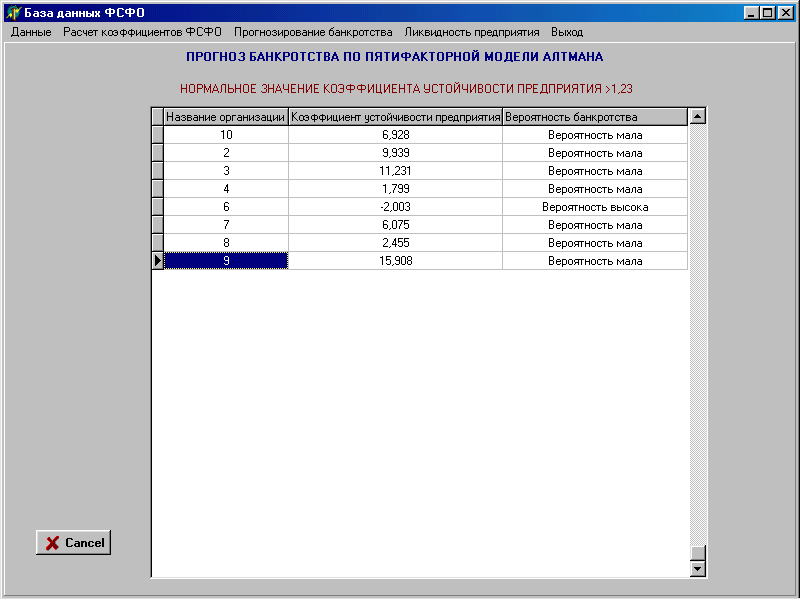 База данных ФСФО
Данные Расчет коэффициентов ФСФО Прогнозирование банкротства Ликвидность предприятия Выход
ПРОГНОЗ БАНКРОТСТВА ПО ПЯТИФАКТОРНОЙ МОДЕЛИ АЛТМАНА
НОРМАЛЬНОЕ ЗНАЧЕНИЕ КОЭФФИЦИЕНТА УСТОЙЧИВОСТИ ПРЕДПРИЯТИЯ >1,23
Название организации Коэффициент устойчивости предприятия Вероятность банкротства
10 6,928 Вероятность мала
2 9,939 Вероятность мала
3 11,231 Вероятность мала
4 1,799 Вероятность мала
6 -2,003 Вероятность высока
7 6,075 Вероятность мала
8 2,455 Вероятность мала
9 15,908 Вероятность мала
Cancel